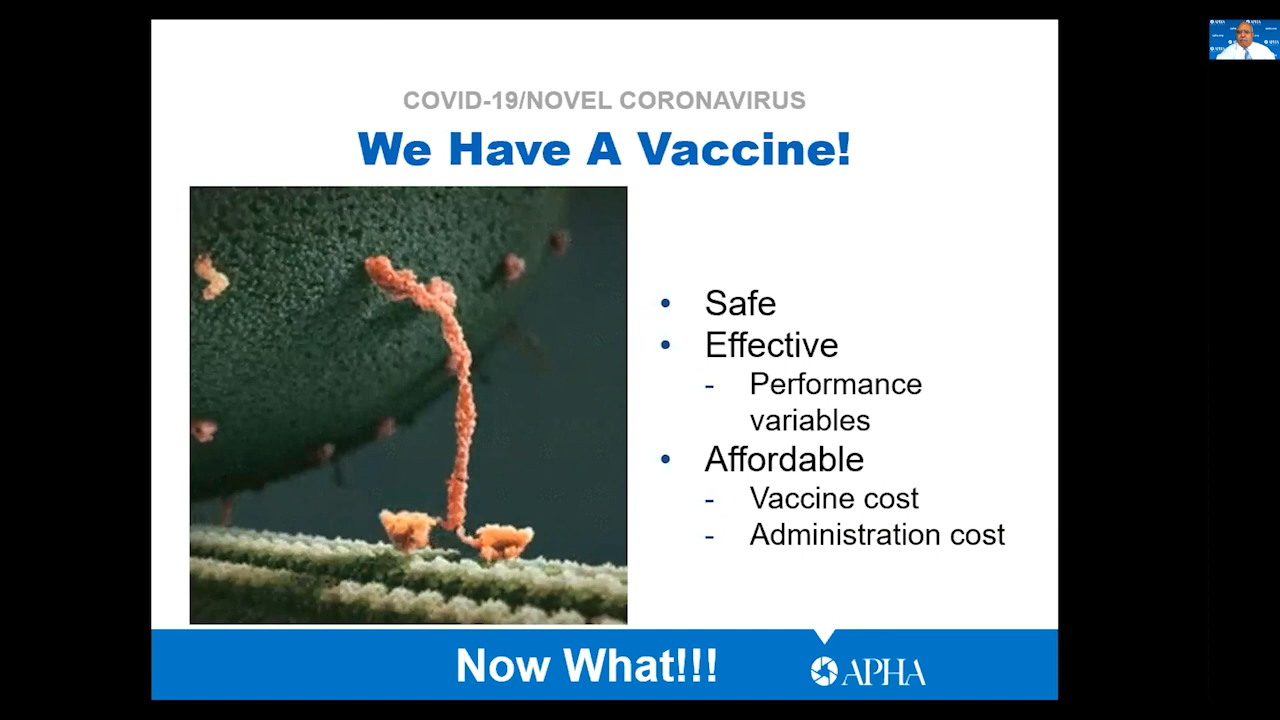 COVID-19/NOVEL CORONAVIRUS
We Have A Vaccine!
• Safe
• Effective
- Performance
variables
• Affordable
- Vaccine cost
- Administration cost
Now What!!!
APHA